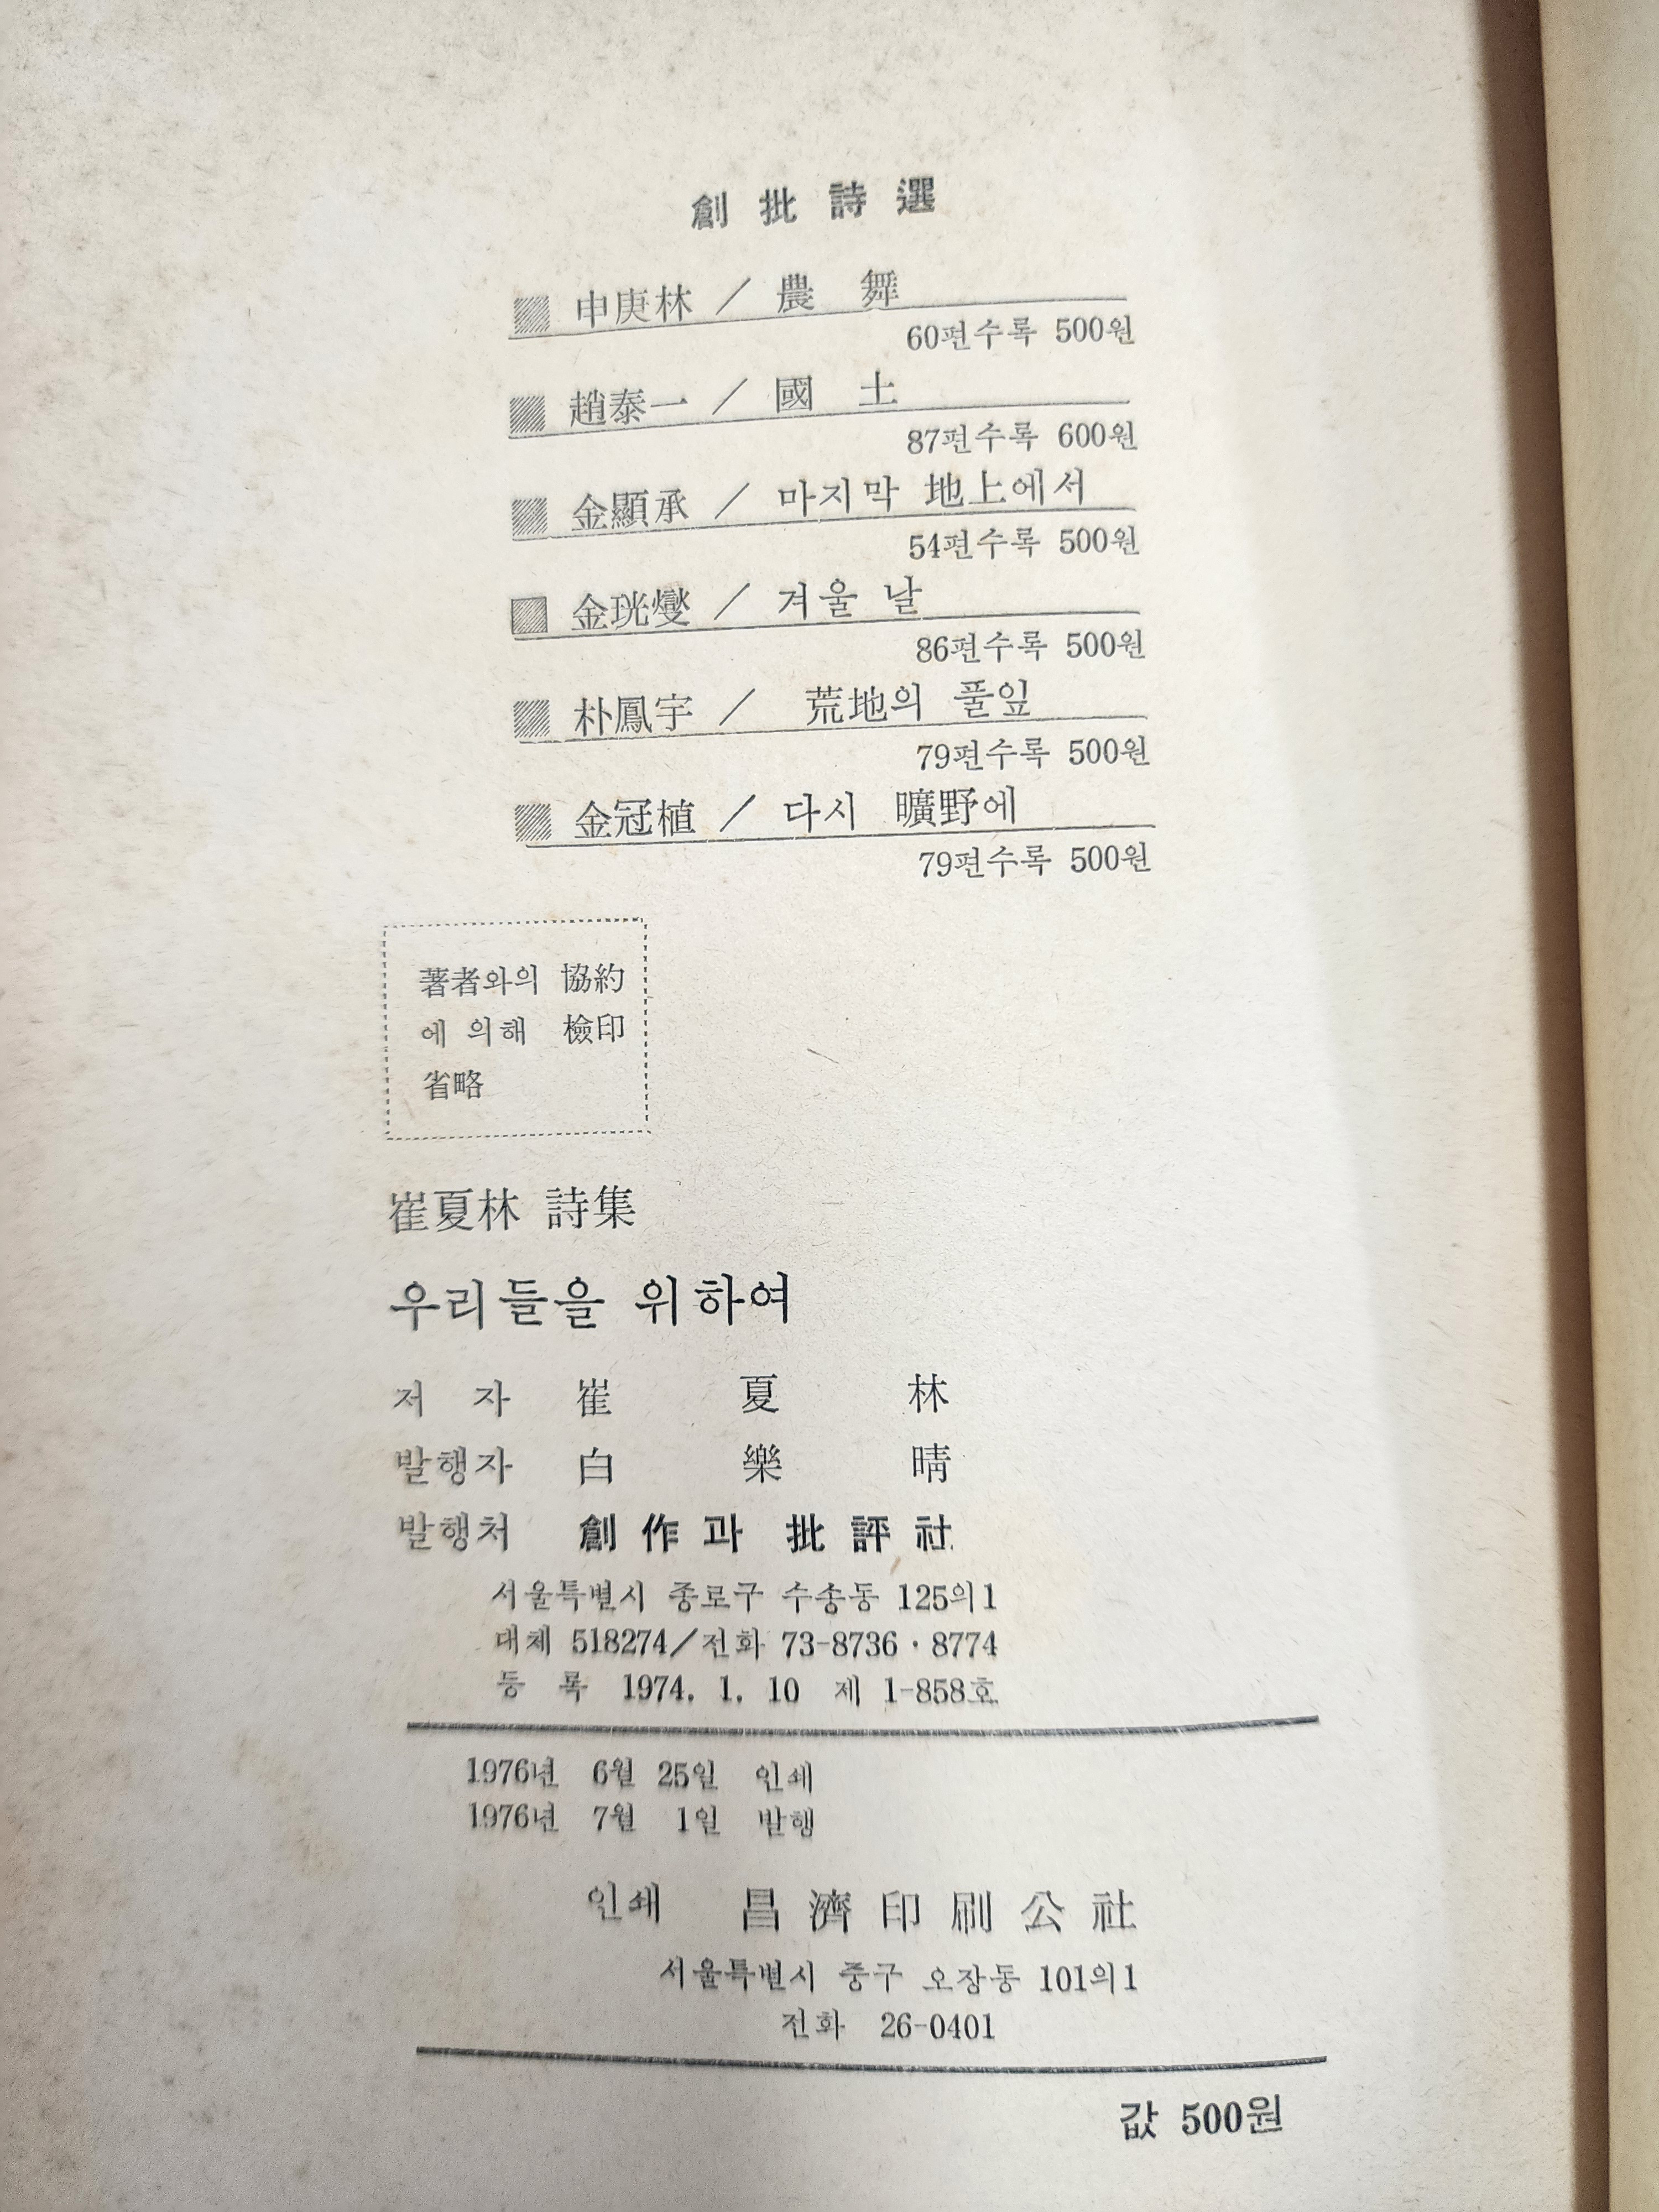 創批詩選
申庚林 / 農 舞
60편수록 500원
趙泰一 / 國 土
87편수록 600원
金顯承 / 마지막 地上에서
54편수록 500원
金珖燮 / 겨울 날
86편수록 500원
朴鳳宇 / 荒地의 풀잎
79편수록 500원
金冠植 / 다시 曠野에
79편수록 500원
著者와의 協約
에 의해 檢印
省略
崔夏林 詩集
우리들을 위하여
저 자 崔 夏 林
발행자 白 樂 晴
발행처 創作과 批評社
서울특별시 종로구 수송동 125의1
대체 518274/전화 73-8736·8774
등 록 1974. 1. 10 제 1-858호
1976년 6월 25일 인쇄
1976년 7월 1일 발행
인쇄 昌濟印刷公社
서울특별시 중구 오장동 101의1
전화 26-0401
값 500원